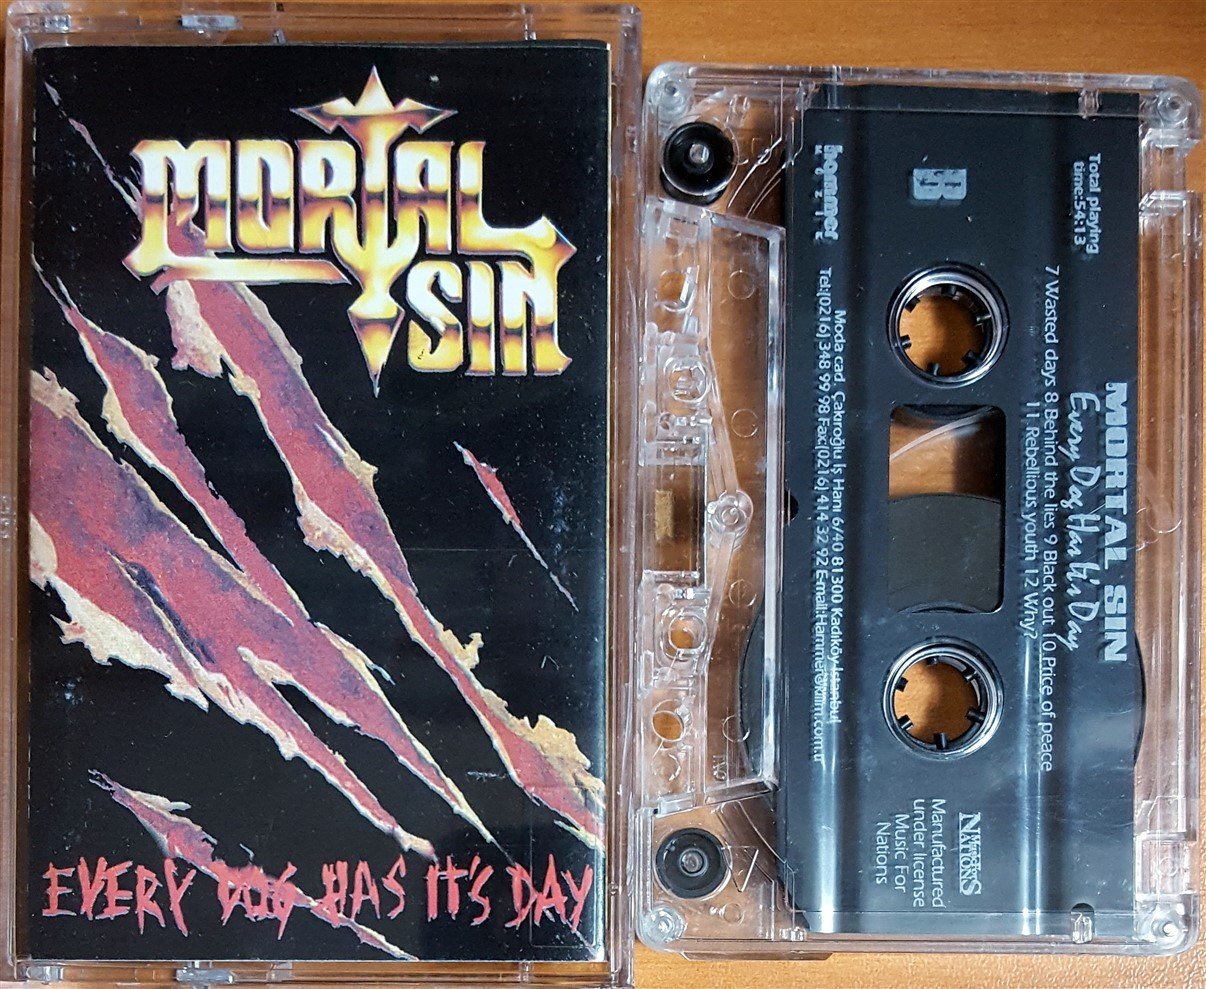 MORTAL
SIN
EVERY DOG HAS IT'S DAY
MORTAL SIN
Every Dog Has It's Day
Total playing
time:54:13
7 Wasted days 8 Behind the lies 9 Black out 10 Price of peace
11 Rebellious youth 12 Why?
B
hammer
MUZIK
Moda cad. Çakıroğlu İş Hanı 6/40 81300 Kadıköy-İstanbul
Tel:(0216) 348 99 98 Fax:(0216) 414 32 92 E-mail:Hammer@Mim.com.tr
NATIONS
Manufactured
under license
Music For
Nations